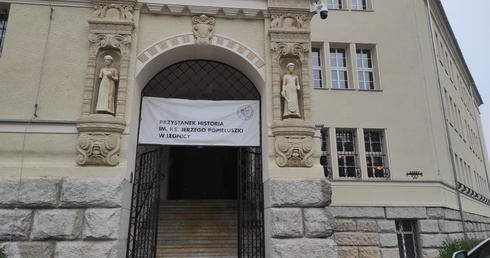 PRZYSTANEK HISTORIA
IM. KS. JERZEGO POPIEŁUSZKI
W LEGNICY